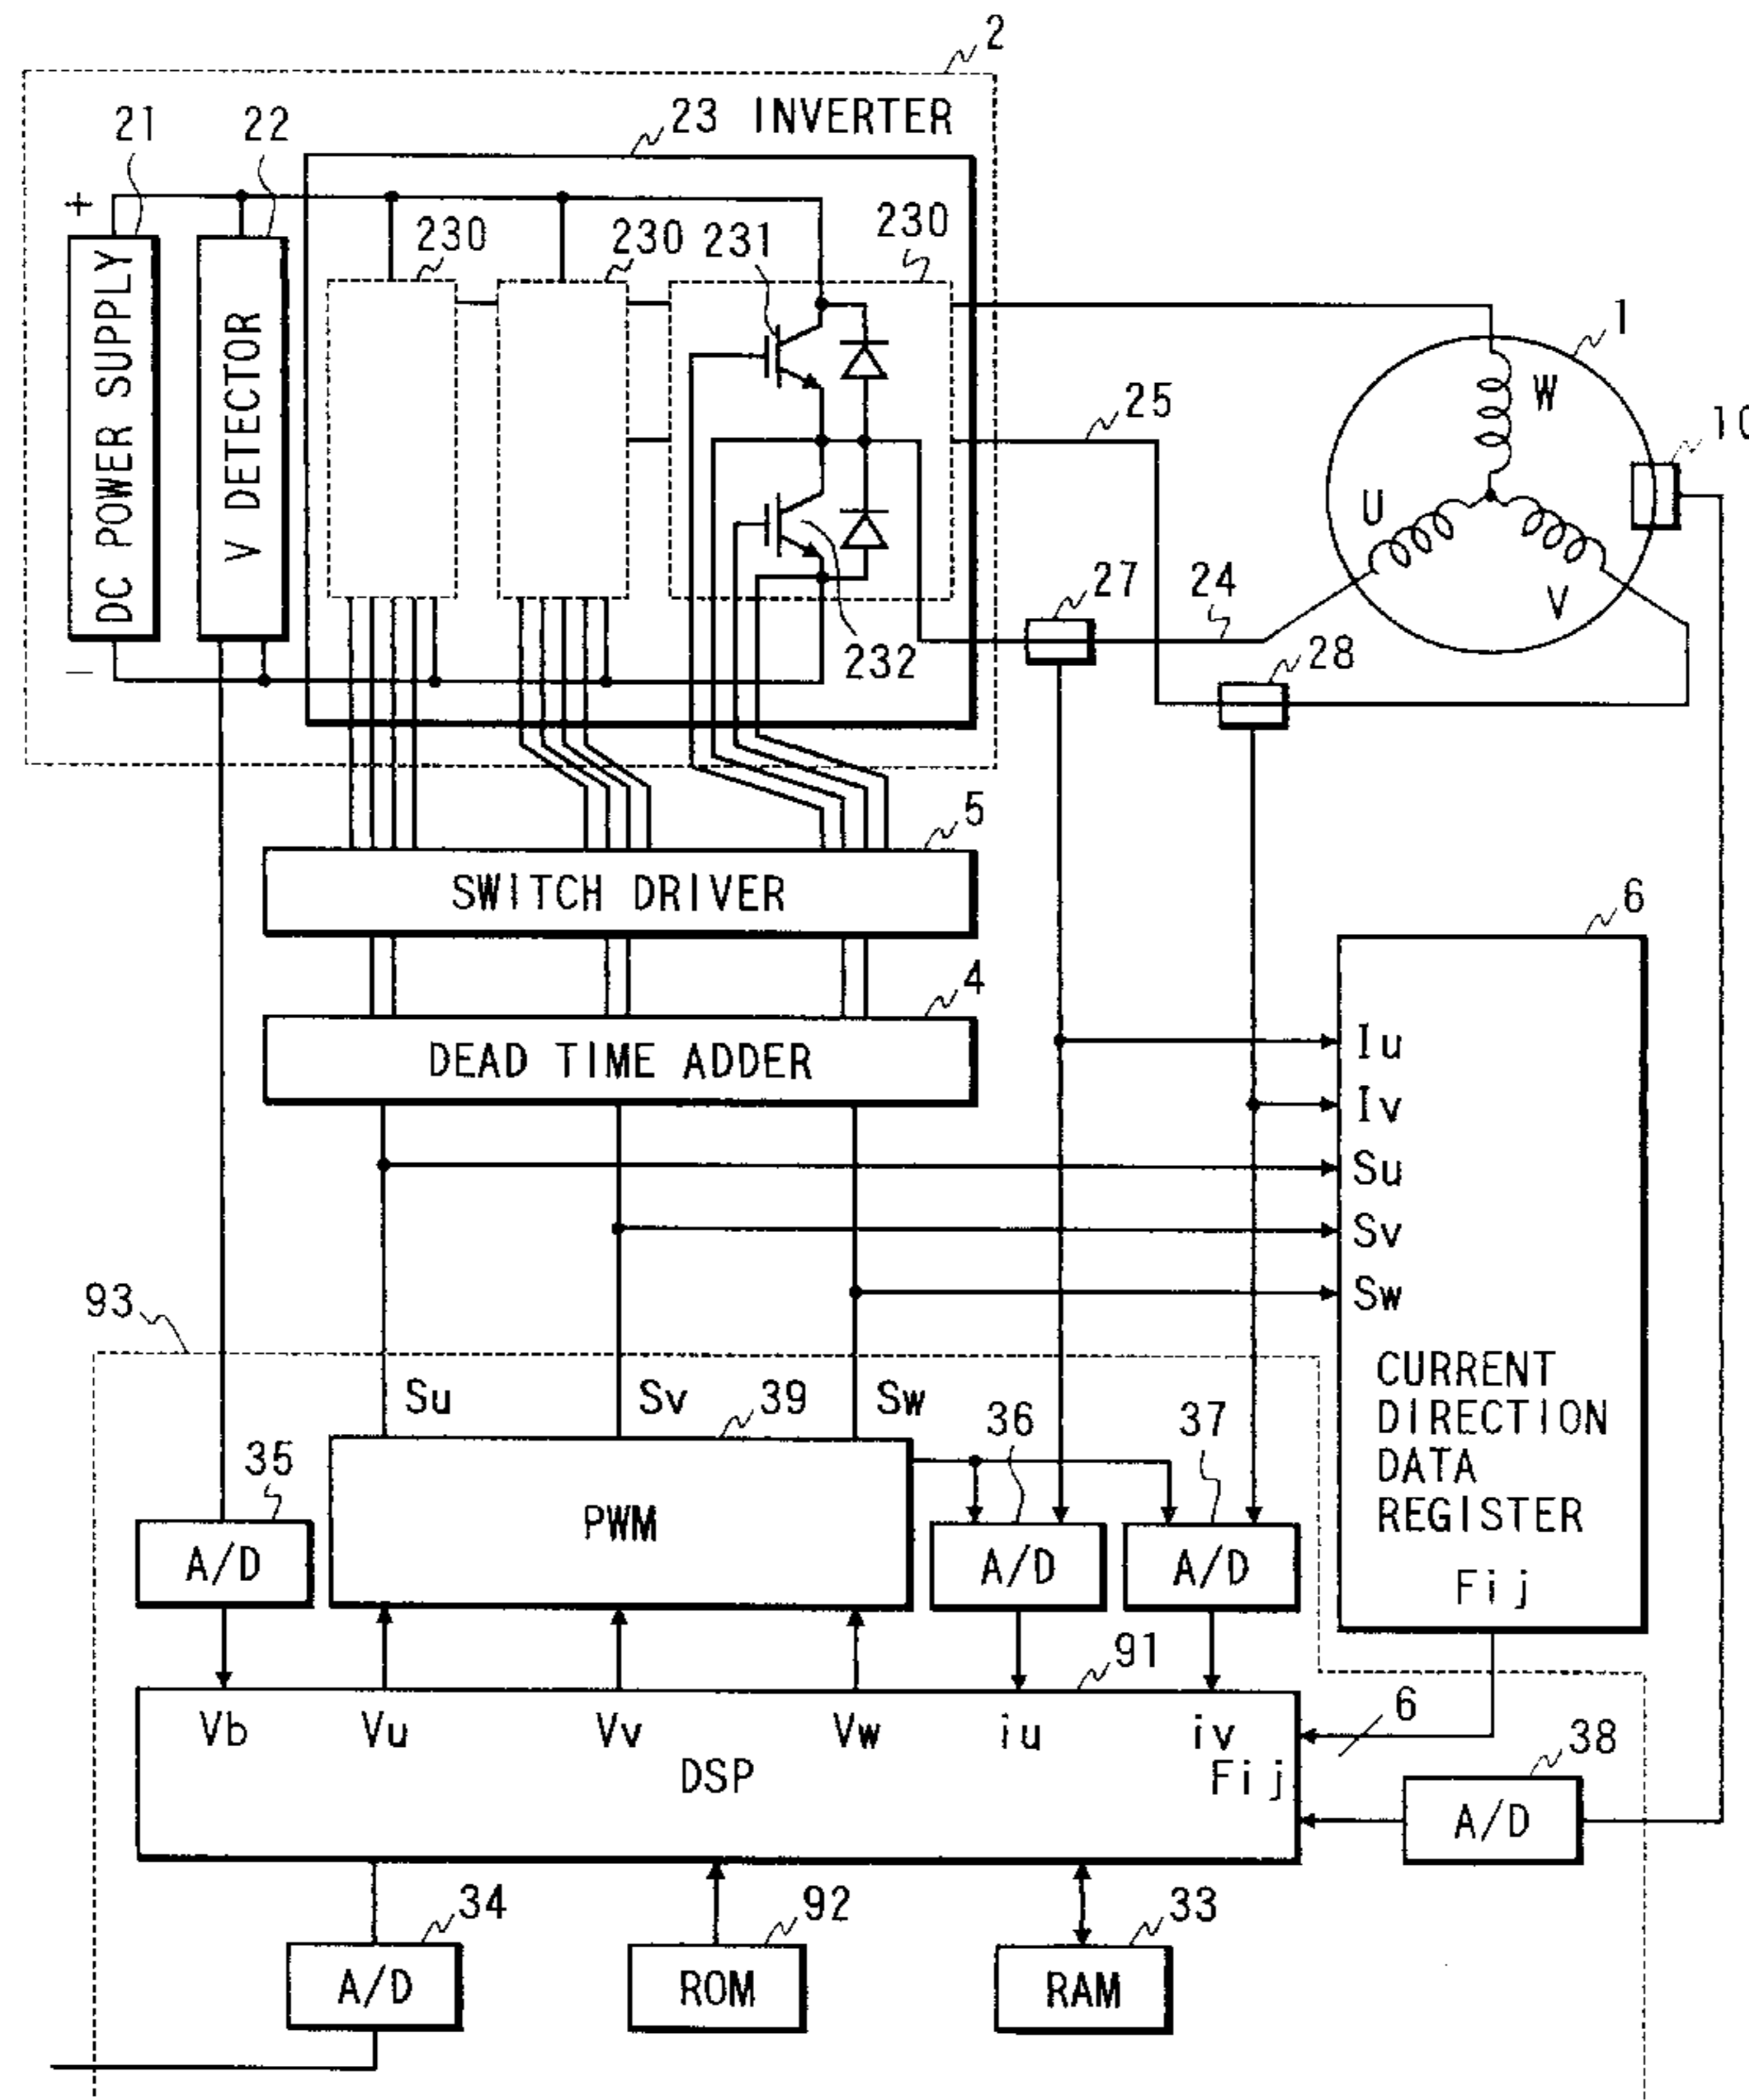 2
21
22
23 INVERTER
+
-
DC POWER SUPPLY
V DETECTOR
230
230
231
230
232
1
W
U
V
10
25
27
24
28
5
SWITCH DRIVER
4
DEAD TIME ADDER
6
Iu
Iv
Su
Sv
Sw
CURRENT
DIRECTION
DATA
REGISTER
Fij
93
Su
Sv
39
Sw
36
37
35
A/D
PWM
A/D
A/D
91
6
Vb
Vu
Vv
Vw
iu
iv
DSP
Fij
38
A/D
34
92
33
A/D
ROM
RAM